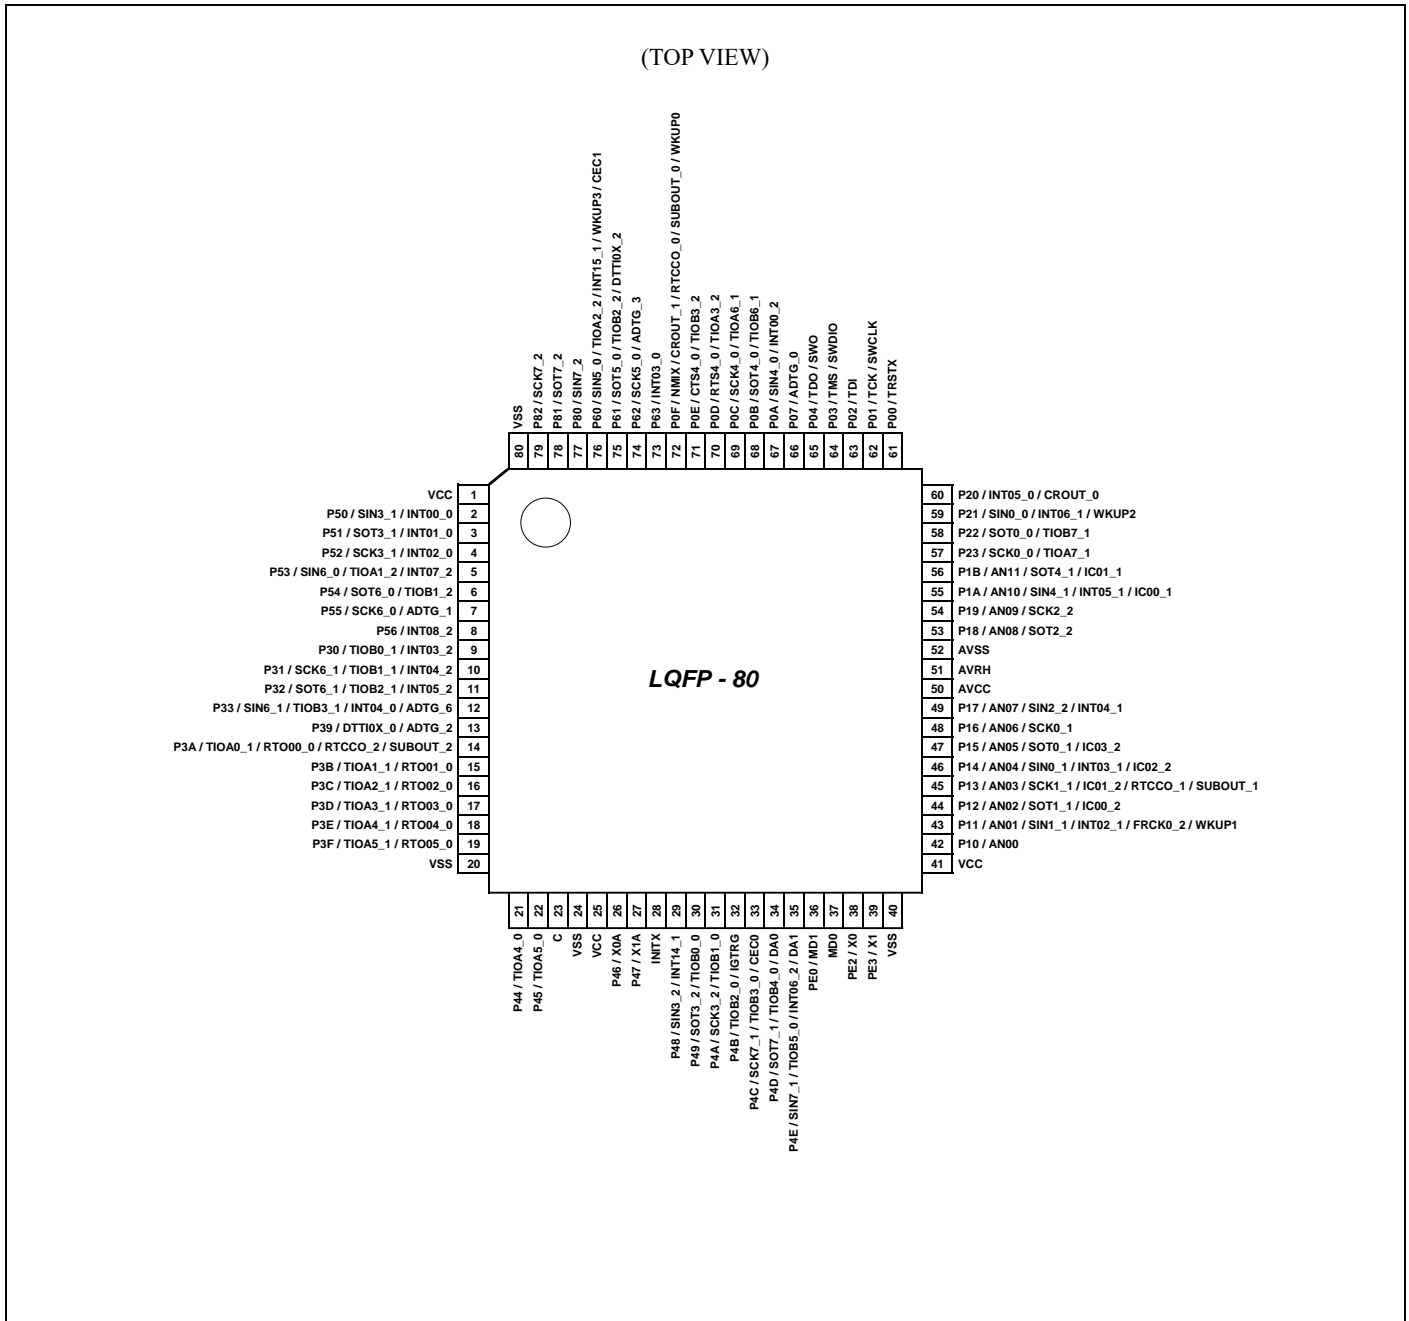 (TOP VIEW)
VSS
P82 / SCK7_2
P81 / SOT7_2
P80 / SIN7_2
P60 / SIN5_0 / TIOA2_2 / INT15_1 / WKUP3 / CEC1
P61 / SOT5_0 / TIOB2_2 / DTTI0X_2
P62 / SCK5_0 / ADTG_3
P63 / INT03_0
P0F / NMIX / CROUT_1 / RTCCO_0 / SUBOUT_0 / WKUP0
P0E / CTS4_0 / TIOB3_2
P0D / RTS4_0 / TIOA3_2
P0C / SCK4_0 / TIOA6_1
P0B / SOT4_0 / TIOB6_1
P0A / SIN4_0 / INT00_2
P07 / ADTG_0
P04 / TDO / SWO
P03 / TMS / SWDIO
P02 / TDI
P01 / TCK / SWCLK
P00 / TRSTX
80
79
78
77
76
75
74
73
72
71
70
69
68
67
66
65
64
63
62
61
VCC 1
P50 / SIN3_1 / INT00_0 2
P51 / SOT3_1 / INT01_0 3
P52 / SCK3_1 / INT02_0 4
P53 / SIN6_0 / TIOA1_2 / INT07_2 5
P54 / SOT6_0 / TIOB1_2 6
P55 / SCK6_0 / ADTG_1 7
P56 / INT08_2 8
P30 / TIOB0_1 / INT03_2 9
P31 / SCK6_1 / TIOB1_1 / INT04_2 10
P32 / SOT6_1 / TIOB2_1 / INT05_2 11
P33 / SIN6_1 / TIOB3_1 / INT04_0 / ADTG_6 12
P39 / DTTI0X_0 / ADTG_2 13
P3A / TIOA0_1 / RTO00_0 / RTCCO_2 / SUBOUT_2 14
P3B / TIOA1_1 / RTO01_0 15
P3C / TIOA2_1 / RTO02_0 16
P3D / TIOA3_1 / RTO03_0 17
P3E / TIOA4_1 / RTO04_0 18
P3F / TIOA5_1 / RTO05_0 19
VSS 20
LQFP - 80
60 P20 / INT05_0 / CROUT_0
59 P21 / SIN0_0 / INT06_1 / WKUP2
58 P22 / SOT0_0 / TIOB7_1
57 P23 / SCK0_0 / TIOA7_1
56 P1B / AN11 / SOT4_1 / IC01_1
55 P1A / AN10 / SIN4_1 / INT05_1 / IC00_1
54 P19 / AN09 / SCK2_2
53 P18 / AN08 / SOT2_2
52 AVSS
51 AVRH
50 AVCC
49 P17 / AN07 / SIN2_2 / INT04_1
48 P16 / AN06 / SCK0_1
47 P15 / AN05 / SOT0_1 / IC03_2
46 P14 / AN04 / SIN0_1 / INT03_1 / IC02_2
45 P13 / AN03 / SCK1_1 / IC01_2 / RTCCO_1 / SUBOUT_1
44 P12 / AN02 / SOT1_1 / IC00_2
43 P11 / AN01 / SIN1_1 / INT02_1 / FRCK0_2 / WKUP1
42 P10 / AN00
41 VCC
21
22
23
24
25
26
27
28
29
30
31
32
33
34
35
36
37
38
39
40
P44 / TIOA4_0
P45 / TIOA5_0
C
VSS
VCC
P46 / X0A
P47 / X1A
INITX
P48 / SIN3_2 / INT14_1
P49 / SOT3_2 / TIOB0_0
P4A / SCK3_2 / TIOB1_0
P4B / TIOB2_0 / IGTRG
P4C / SCK7_1 / TIOB3_0 / CEC0
P4D / SOT7_1 / TIOB4_0 / DA0
P4E / SIN7_1 / TIOB5_0 / INT06_2 / DA1
PE0 / MD1
MD0
PE2 / X0
PE3 / X1
VSS